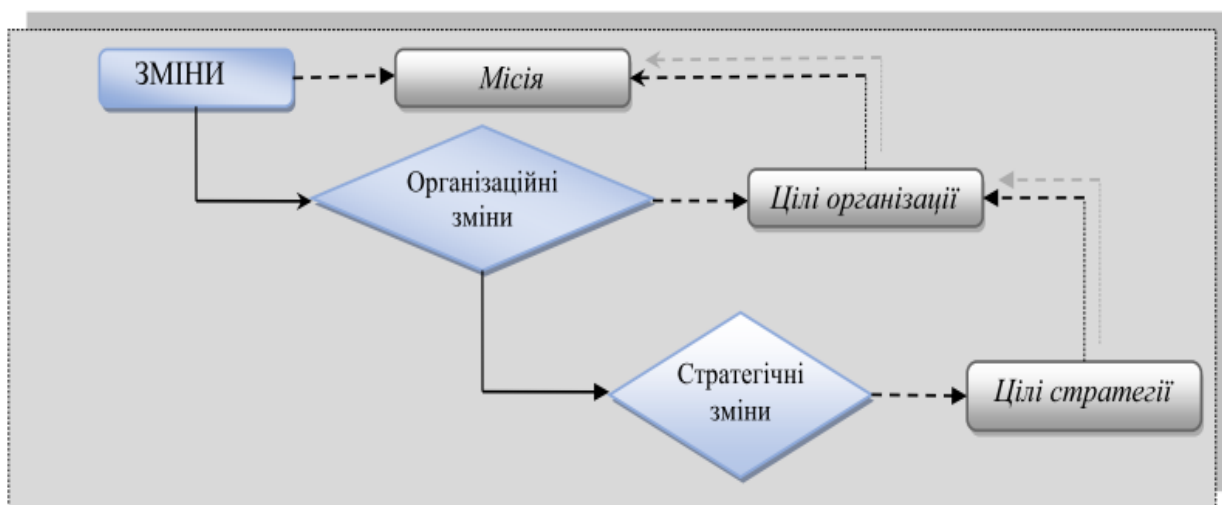 ЗМІНИ
Місія
Організаційні
зміни
Цілі організації
Стратегічні
зміни
Цілі стратегії